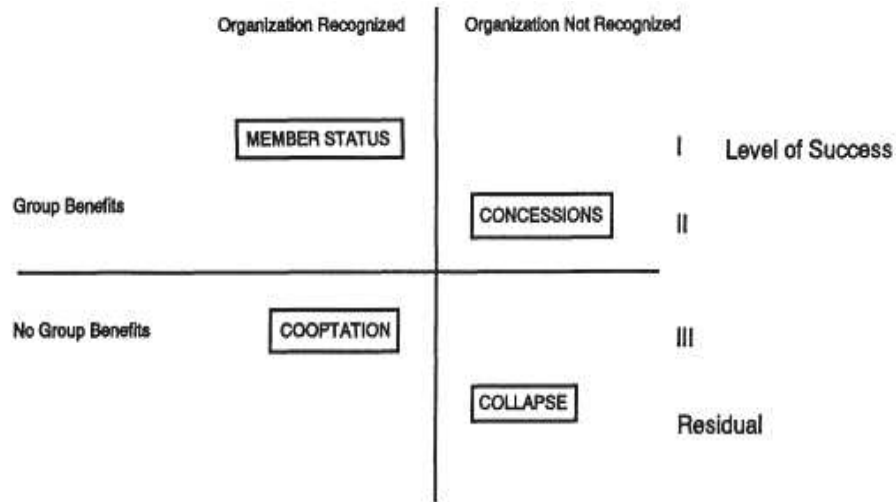 Organization Recognized
Organization Not Recognized
MEMBER STATUS
I Level of Success
Group Benefits
CONCESSIONS
II
No Group Benefits
COOPTATION
III
COLLAPSE
Residual